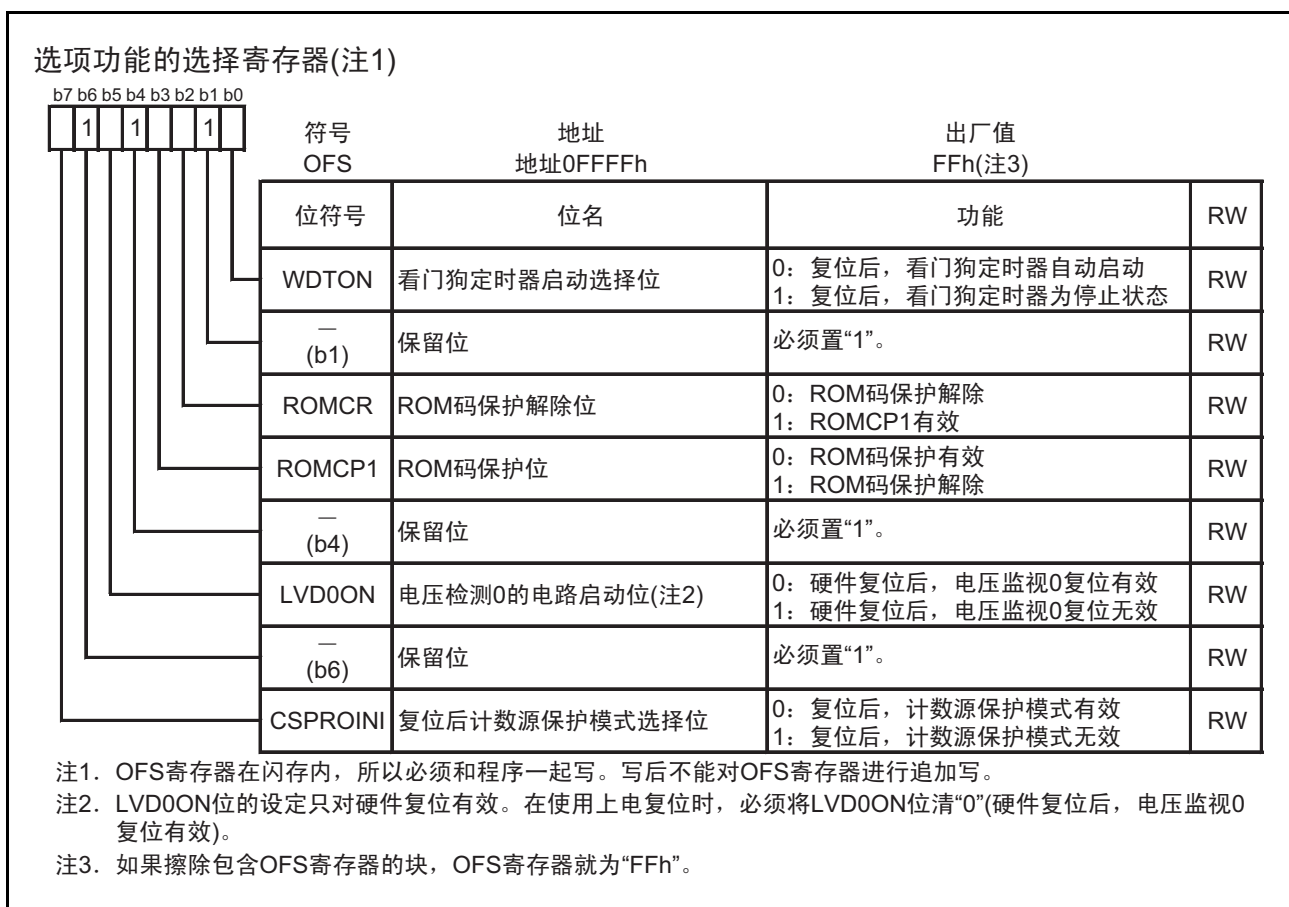 选项功能的选择寄存器(注1)
b7 b6 b5 b4 b3 b2 b1 b0
1 1 1
符号 地址 出厂值
OFS 地址0FFFFh FFh(注3)
位符号 位名 功能 RW
WDTON 看门狗定时器启动选择位 0：复位后，看门狗定时器自动启动 RW
1：复位后，看门狗定时器为停止状态
—
(b1) 保留位 必须置“1”。 RW
ROMCR ROM码保护解除位 0：ROM码保护解除 RW
1：ROMCP1有效
ROMCP1 ROM码保护位 0：ROM码保护有效 RW
1：ROM码保护解除
—
(b4) 保留位 必须置“1”。 RW
LVD0ON 电压检测0的电路启动位(注2) 0：硬件复位后，电压监视0复位有效 RW
1：硬件复位后，电压监视0复位无效
—
(b6) 保留位 必须置“1”。 RW
CSPROINI 复位后计数源保护模式选择位 0：复位后，计数源保护模式有效 RW
1：复位后，计数源保护模式无效
注1．OFS寄存器在闪存内，所以必须和程序一起写。写后不能对OFS寄存器进行追加写。
注2．LVD0ON位的设定只对硬件复位有效。在使用上电复位时，必须将LVD0ON位清“0”(硬件复位后，电压监视0
复位有效)。
注3．如果擦除包含OFS寄存器的块，OFS寄存器就为“FFh”。